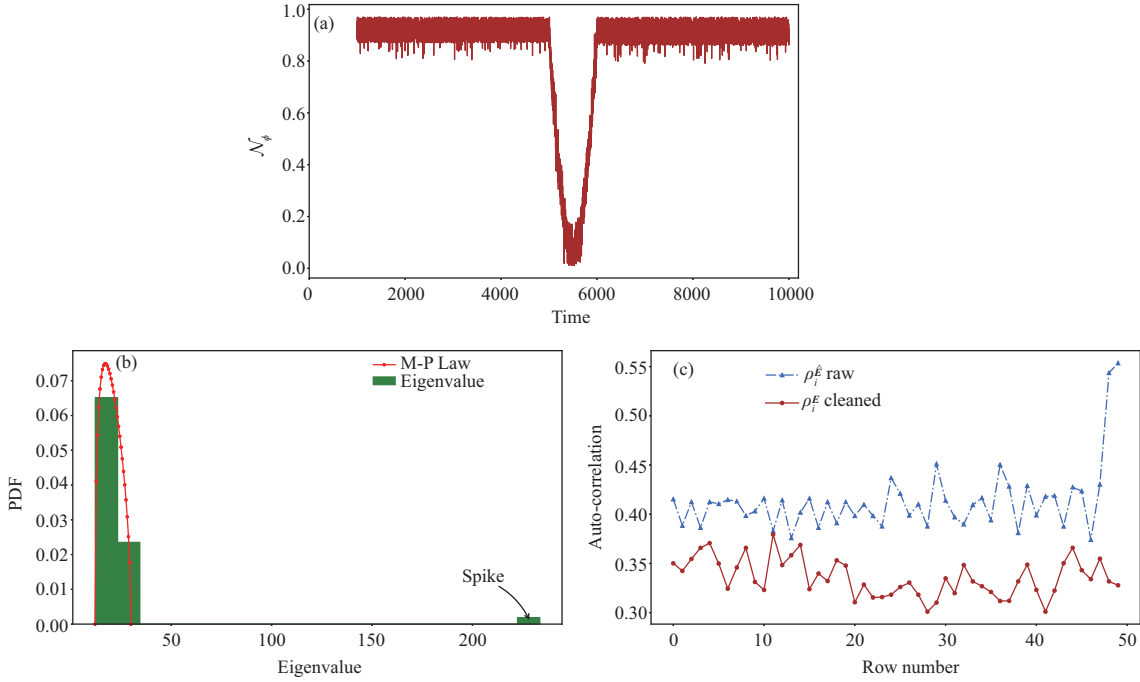 (a)
1.0
0.8
0.6
0.4
0.2
0.0
𝒩ϕ
0 2000 4000 6000 8000 10000
Time
(b)
M-P Law
Eigenvalue
0.07
0.06
0.05
0.04
0.03
0.02
0.01
0.00
PDF
Spike
50 100 150 200
Eigenvalue
(c)
ρ_i^Ê raw
ρ_i^E cleaned
0.55
0.50
0.45
0.40
0.35
0.30
Auto-correlation
0 10 20 30 40 50
Row number